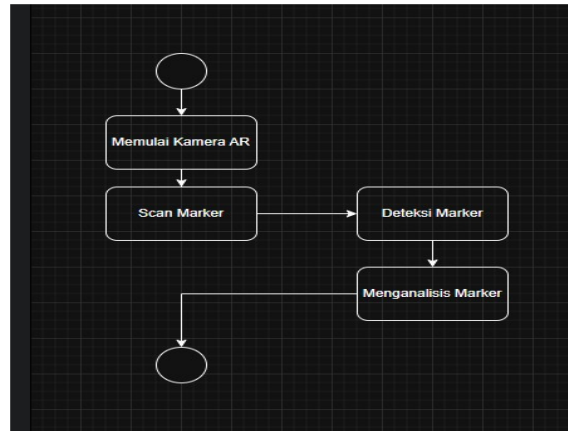 Memulai Kamera AR
Scan Marker
Deteksi Marker
Menganalisis Marker